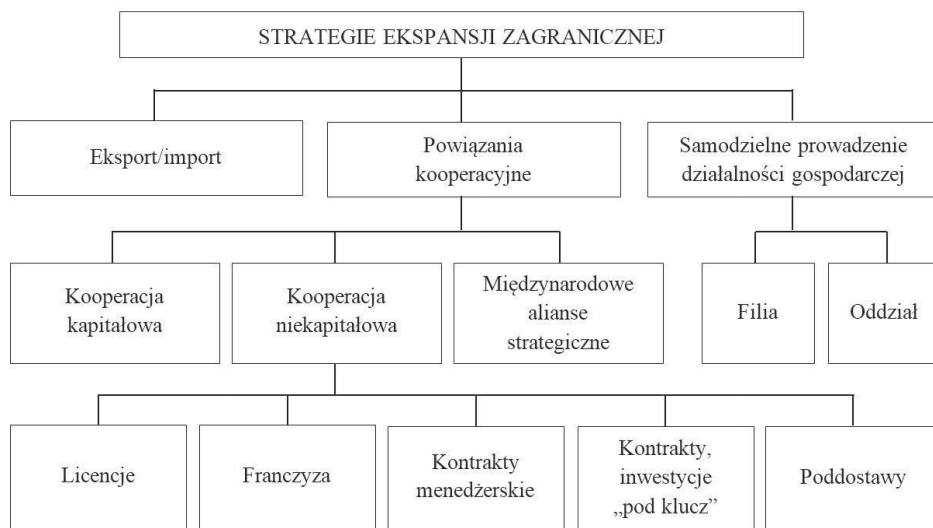 STRATEGIE EKSPANSJI ZAGRANICZNEJ
Eksport/import
Powiązania
kooperacyjne
Samodzielne prowadzenie
działalności gospodarczej
Kooperacja
kapitałowa
Kooperacja
niekapitałowa
Międzynarodowe
alianse
strategiczne
Filia
Oddział
Licencje
Franczyza
Kontrakty
menedżerskie
Kontrakty,
inwestycje
„pod klucz”
Poddostawy